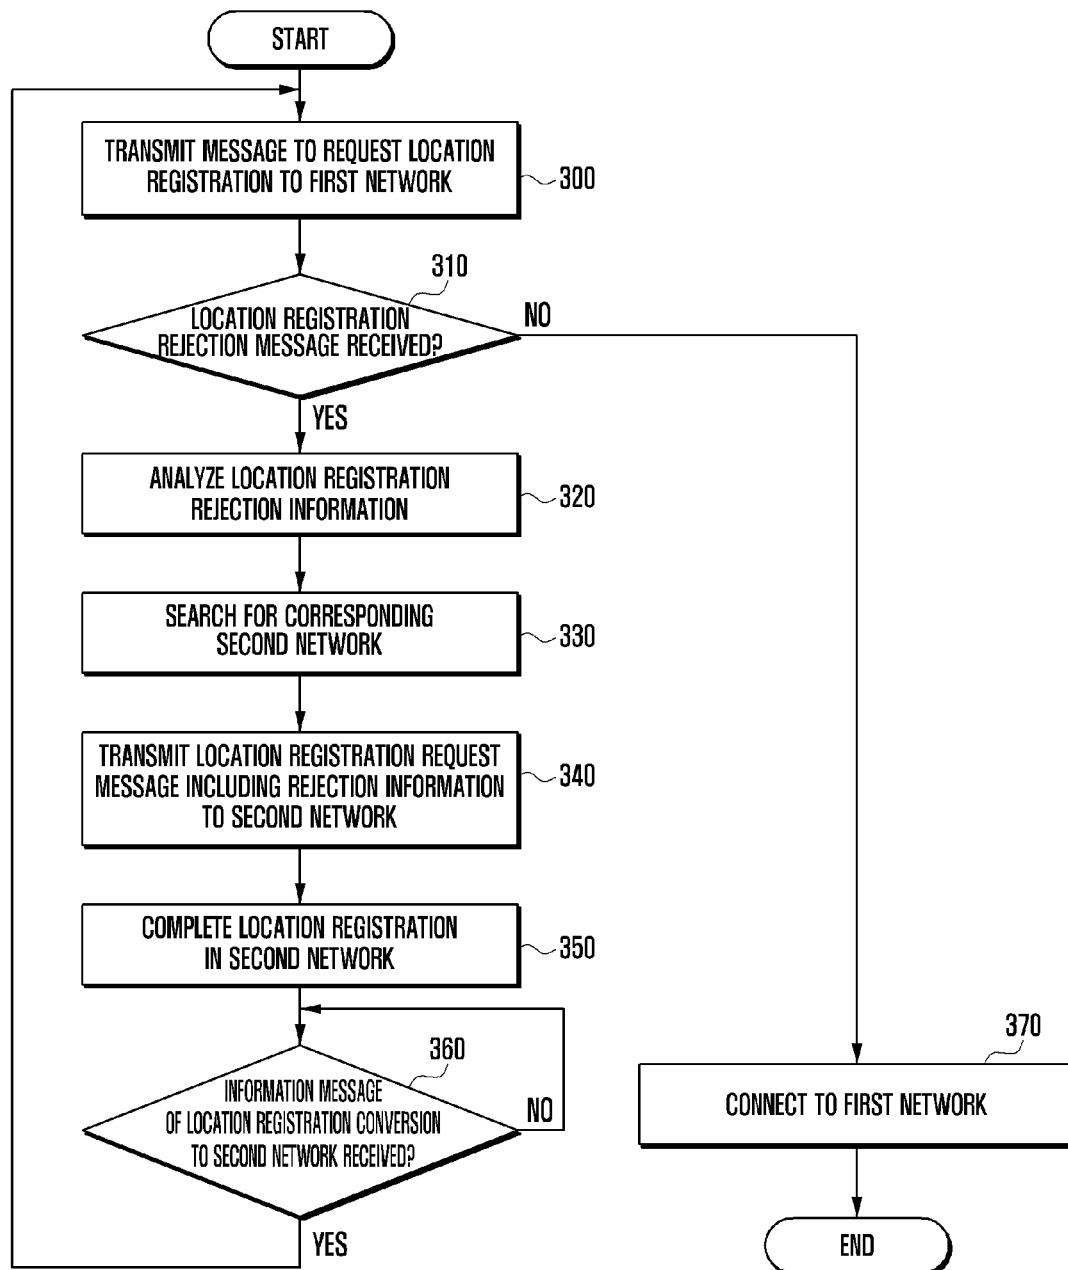 START
TRANSMIT MESSAGE TO REQUEST LOCATION
REGISTRATION TO FIRST NETWORK
300
310
LOCATION REGISTRATION
REJECTION MESSAGE RECEIVED?
NO
YES
ANALYZE LOCATION REGISTRATION
REJECTION INFORMATION
320
SEARCH FOR CORRESPONDING
SECOND NETWORK
330
TRANSMIT LOCATION REGISTRATION REQUEST
MESSAGE INCLUDING REJECTION INFORMATION
TO SECOND NETWORK
340
COMPLETE LOCATION REGISTRATION
IN SECOND NETWORK
350
360
INFORMATION MESSAGE
OF LOCATION REGISTRATION CONVERSION
TO SECOND NETWORK RECEIVED?
NO
YES
370
CONNECT TO FIRST NETWORK
END